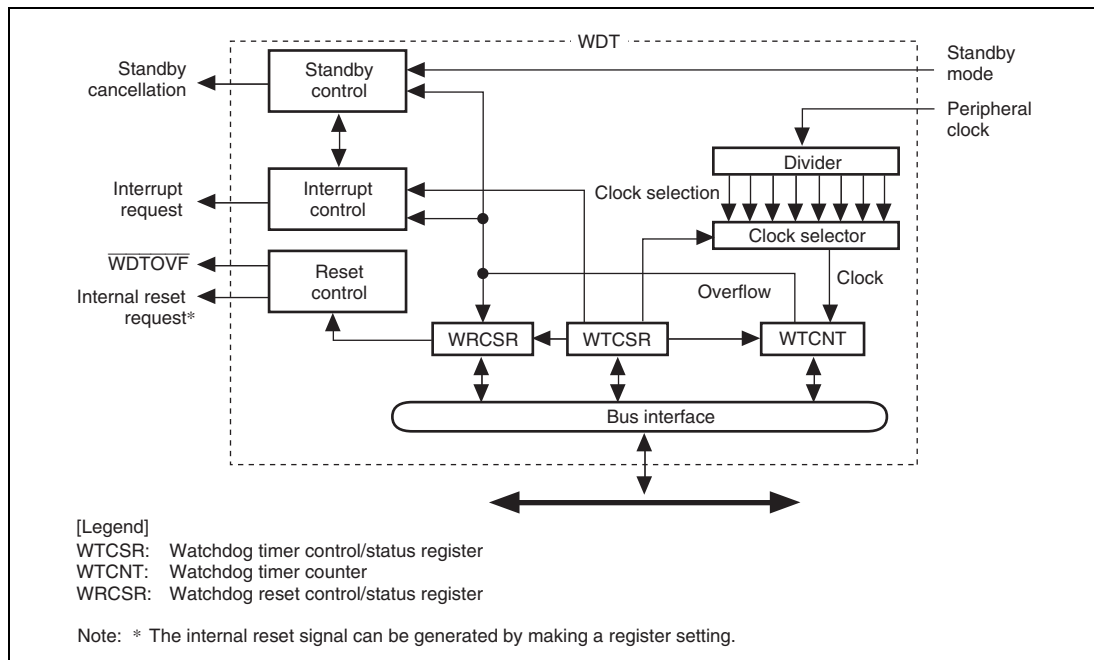 WDT
Standby
cancellation
Standby
control
Standby
mode
Peripheral
clock
Divider
Interrupt
request
Interrupt
control
Clock selection
Clock selector
WDTOVF
Reset
control
Internal reset
request*
Overflow
Clock
WRCSR
WTCSR
WTCNT
Bus interface
[Legend]
WTCSR: Watchdog timer control/status register
WTCNT: Watchdog timer counter
WRCSR: Watchdog reset control/status register
Note: * The internal reset signal can be generated by making a register setting.